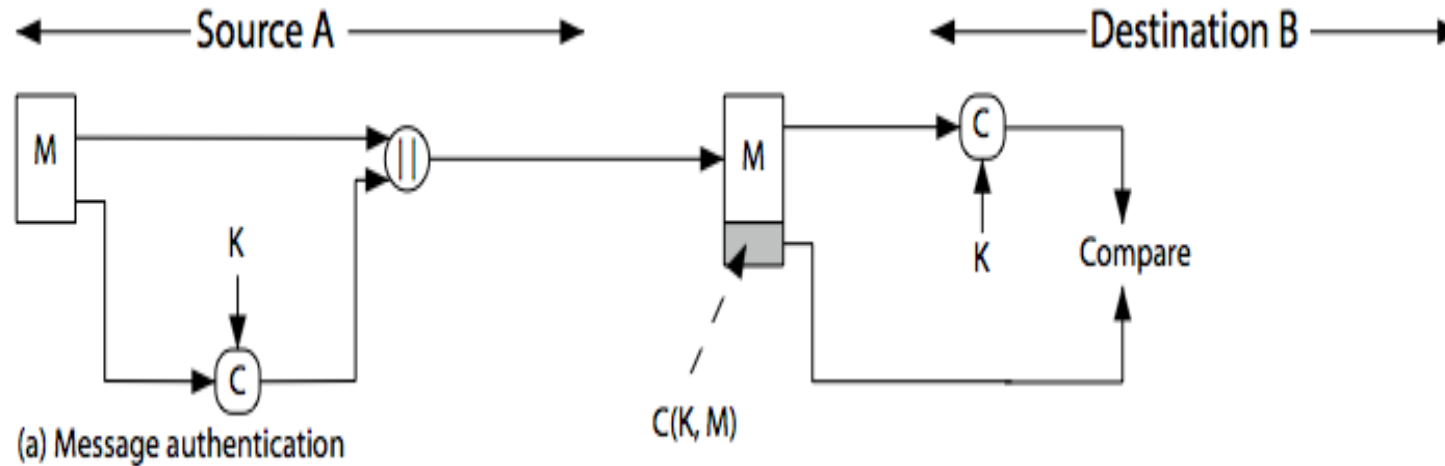 Source A
Destination B
M
||
M
C
K
K
Compare
C
C(K, M)
(a) Message authentication